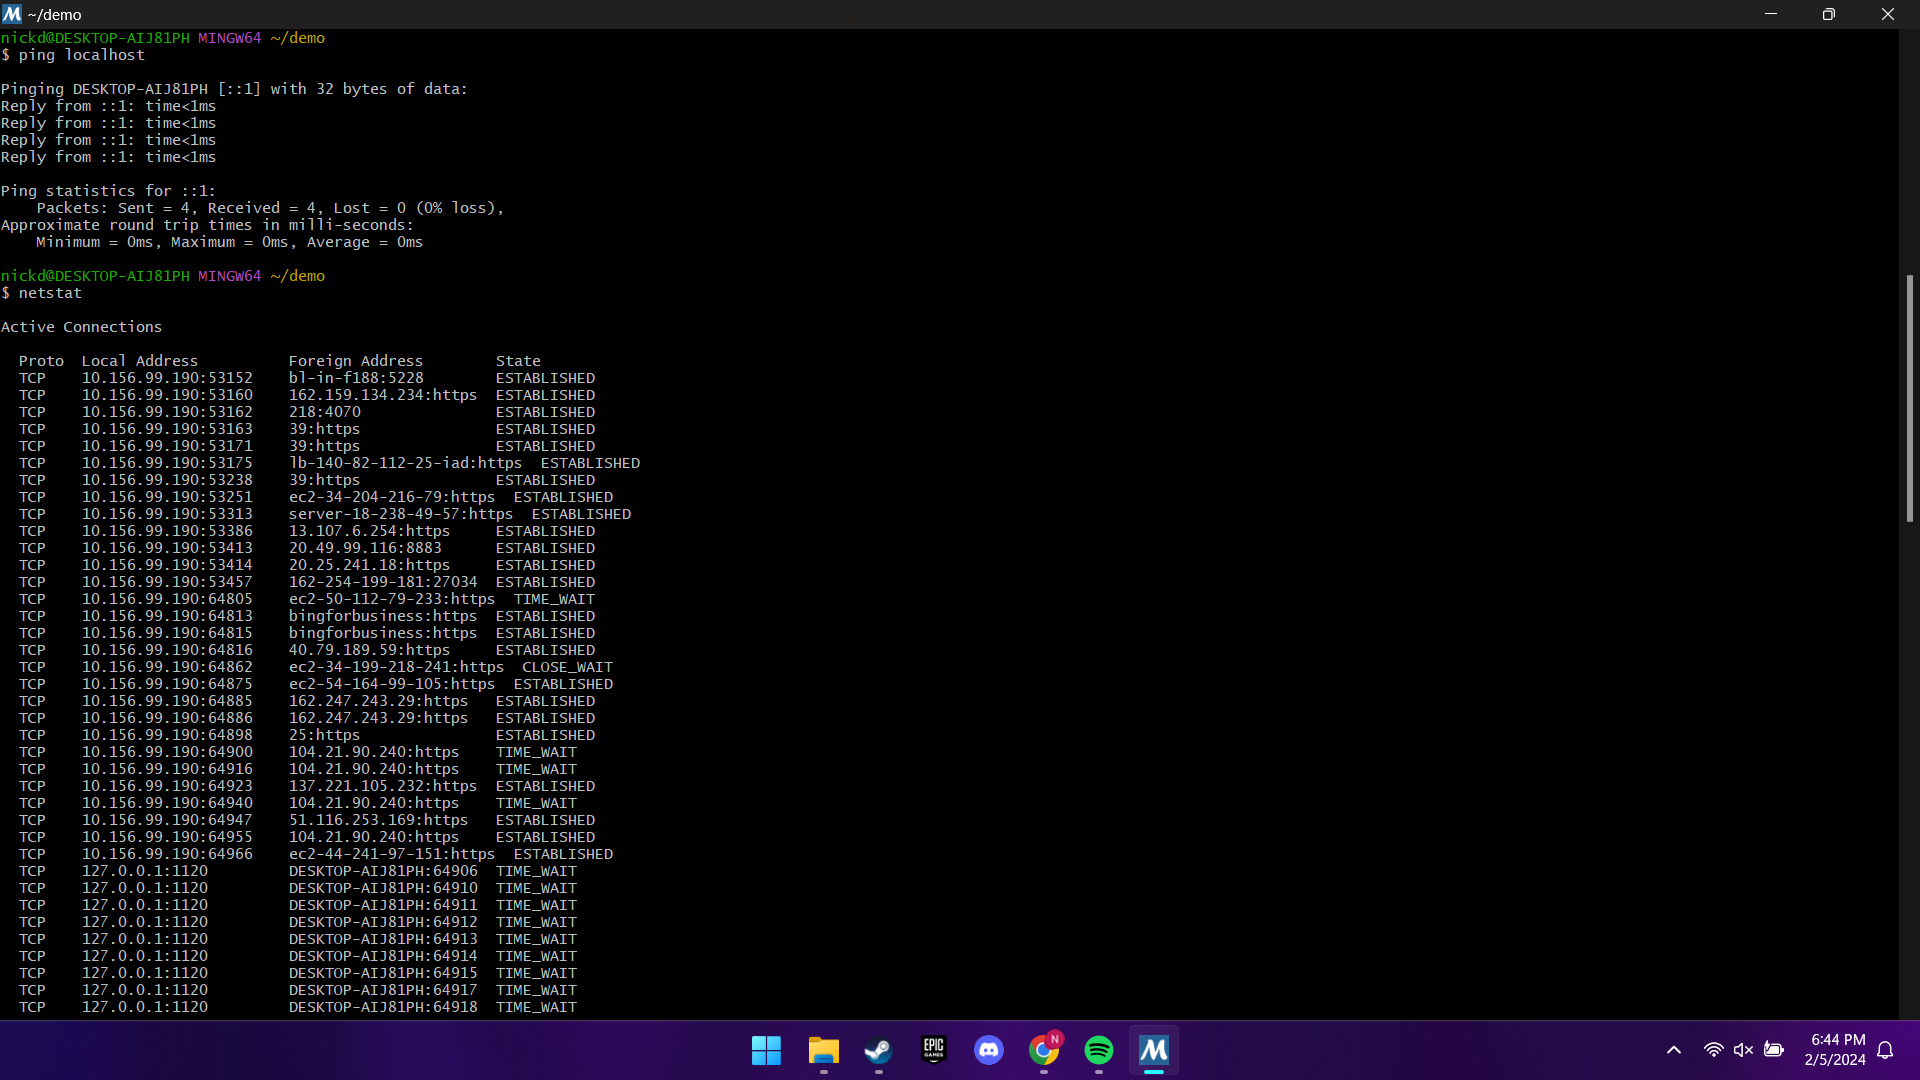 ~/demo
nickd@DESKTOP-AIJ81PH MINGW64 ~/demo
$ ping localhost
Pinging DESKTOP-AIJ81PH [::1] with 32 bytes of data:
Reply from ::1: time<1ms
Reply from ::1: time<1ms
Reply from ::1: time<1ms
Reply from ::1: time<1ms
Ping statistics for ::1:
    Packets: Sent = 4, Received = 4, Lost = 0 (0% loss),
Approximate round trip times in milli-seconds:
    Minimum = 0ms, Maximum = 0ms, Average = 0ms
nickd@DESKTOP-AIJ81PH MINGW64 ~/demo
$ netstat
Active Connections
  Proto  Local Address          Foreign Address        State
  TCP    10.156.99.190:53152    bl-in-f188:5228        ESTABLISHED
  TCP    10.156.99.190:53160    162.159.134.234:https  ESTABLISHED
  TCP    10.156.99.190:53162    218:4070               ESTABLISHED
  TCP    10.156.99.190:53163    39:https               ESTABLISHED
  TCP    10.156.99.190:53171    39:https               ESTABLISHED
  TCP    10.156.99.190:53175    lb-140-82-112-25-iad:https  ESTABLISHED
  TCP    10.156.99.190:53238    39:https               ESTABLISHED
  TCP    10.156.99.190:53251    ec2-34-204-216-79:https  ESTABLISHED
  TCP    10.156.99.190:53313    server-18-238-49-57:https  ESTABLISHED
  TCP    10.156.99.190:53386    13.107.6.254:https     ESTABLISHED
  TCP    10.156.99.190:53413    20.49.99.116:8883      ESTABLISHED
  TCP    10.156.99.190:53414    20.25.241.18:https     ESTABLISHED
  TCP    10.156.99.190:53457    162-254-199-181:27034  ESTABLISHED
  TCP    10.156.99.190:64805    ec2-50-112-79-233:https  TIME_WAIT
  TCP    10.156.99.190:64813    bingforbusiness:https  ESTABLISHED
  TCP    10.156.99.190:64815    bingforbusiness:https  ESTABLISHED
  TCP    10.156.99.190:64816    40.79.189.59:https     ESTABLISHED
  TCP    10.156.99.190:64862    ec2-34-199-218-241:https  CLOSE_WAIT
  TCP    10.156.99.190:64875    ec2-54-164-99-105:https  ESTABLISHED
  TCP    10.156.99.190:64885    162.247.243.29:https   ESTABLISHED
  TCP    10.156.99.190:64886    162.247.243.29:https   ESTABLISHED
  TCP    10.156.99.190:64898    25:https               ESTABLISHED
  TCP    10.156.99.190:64900    104.21.90.240:https    TIME_WAIT
  TCP    10.156.99.190:64916    104.21.90.240:https    TIME_WAIT
  TCP    10.156.99.190:64923    137.221.105.232:https  ESTABLISHED
  TCP    10.156.99.190:64940    104.21.90.240:https    TIME_WAIT
  TCP    10.156.99.190:64947    51.116.253.169:https   ESTABLISHED
  TCP    10.156.99.190:64955    104.21.90.240:https    ESTABLISHED
  TCP    10.156.99.190:64966    ec2-44-241-97-151:https  ESTABLISHED
  TCP    127.0.0.1:1120         DESKTOP-AIJ81PH:64906  TIME_WAIT
  TCP    127.0.0.1:1120         DESKTOP-AIJ81PH:64910  TIME_WAIT
  TCP    127.0.0.1:1120         DESKTOP-AIJ81PH:64911  TIME_WAIT
  TCP    127.0.0.1:1120         DESKTOP-AIJ81PH:64912  TIME_WAIT
  TCP    127.0.0.1:1120         DESKTOP-AIJ81PH:64913  TIME_WAIT
  TCP    127.0.0.1:1120         DESKTOP-AIJ81PH:64914  TIME_WAIT
  TCP    127.0.0.1:1120         DESKTOP-AIJ81PH:64915  TIME_WAIT
  TCP    127.0.0.1:1120         DESKTOP-AIJ81PH:64917  TIME_WAIT
  TCP    127.0.0.1:1120         DESKTOP-AIJ81PH:64918  TIME_WAIT
EPIC
GAMES
N
6:44 PM
2/5/2024